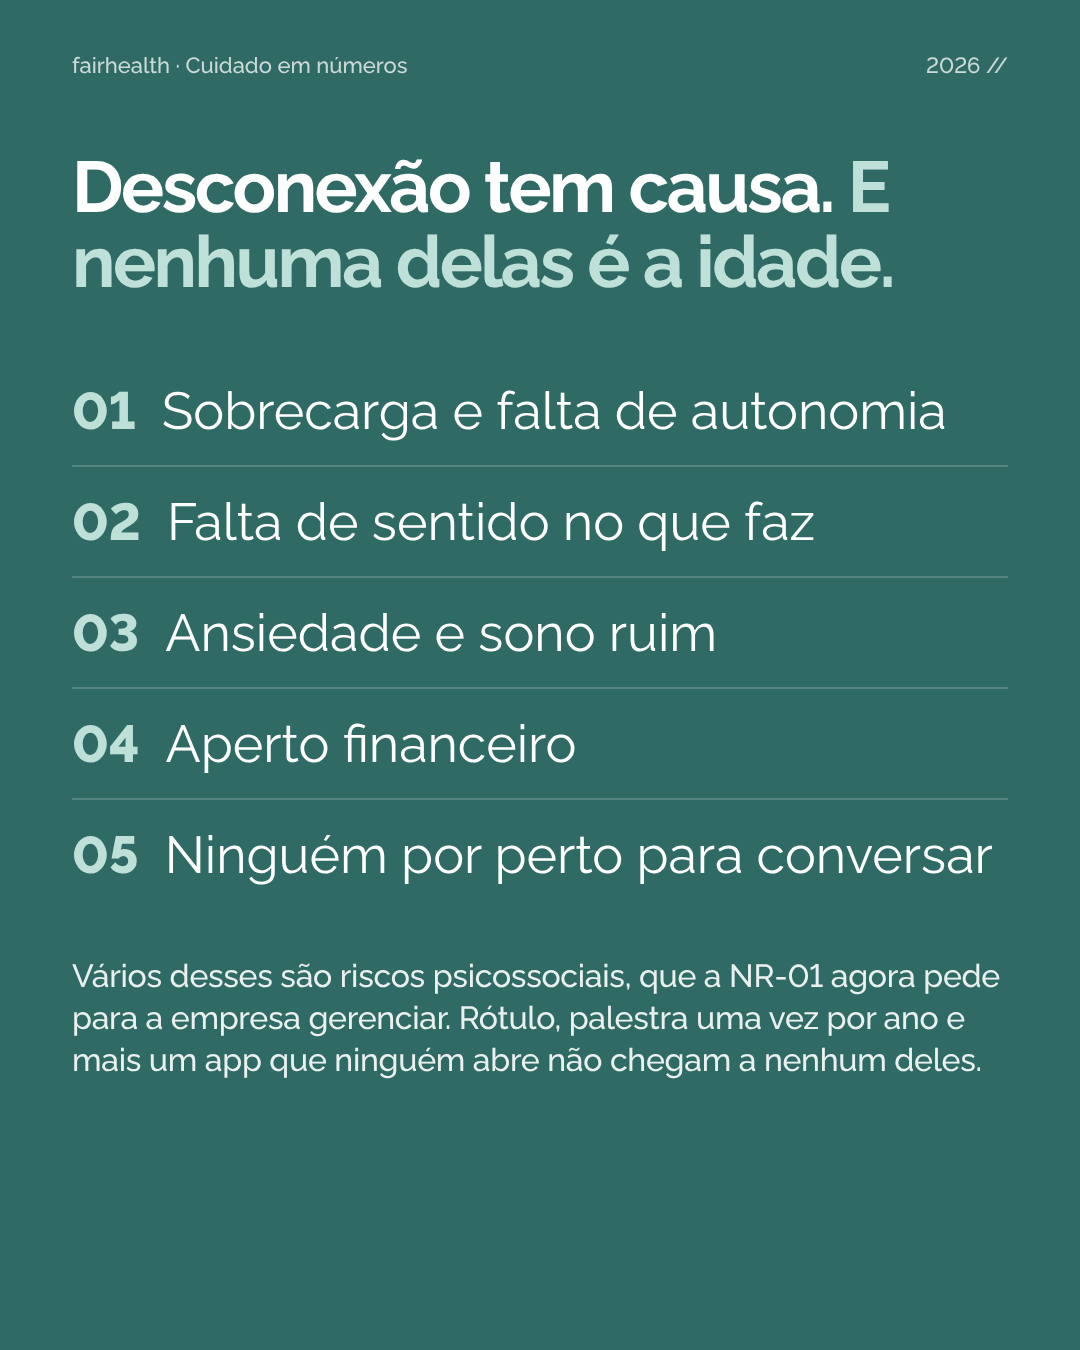 fairhealth · Cuidado em números
2026 //
Desconexão tem causa. E
nenhuma delas é a idade.
01 Sobrecarga e falta de autonomia
02 Falta de sentido no que faz
03 Ansiedade e sono ruim
04 Aperto financeiro
05 Ninguém por perto para conversar
Vários desses são riscos psicossociais, que a NR-01 agora pede
para a empresa gerenciar. Rótulo, palestra uma vez por ano e
mais um app que ninguém abre não chegam a nenhum deles.